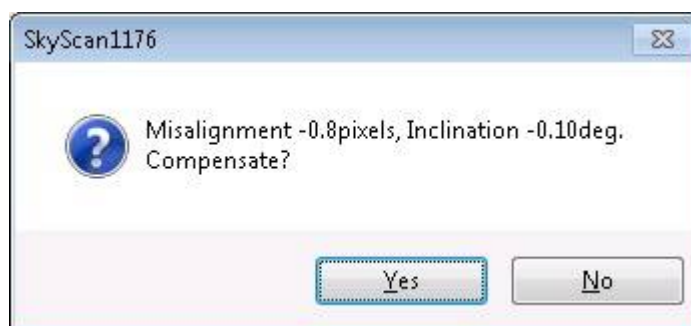 SkyScan1176
Misalignment -0.8pixels, Inclination -0.10deg.
Compensate?
Yes
No